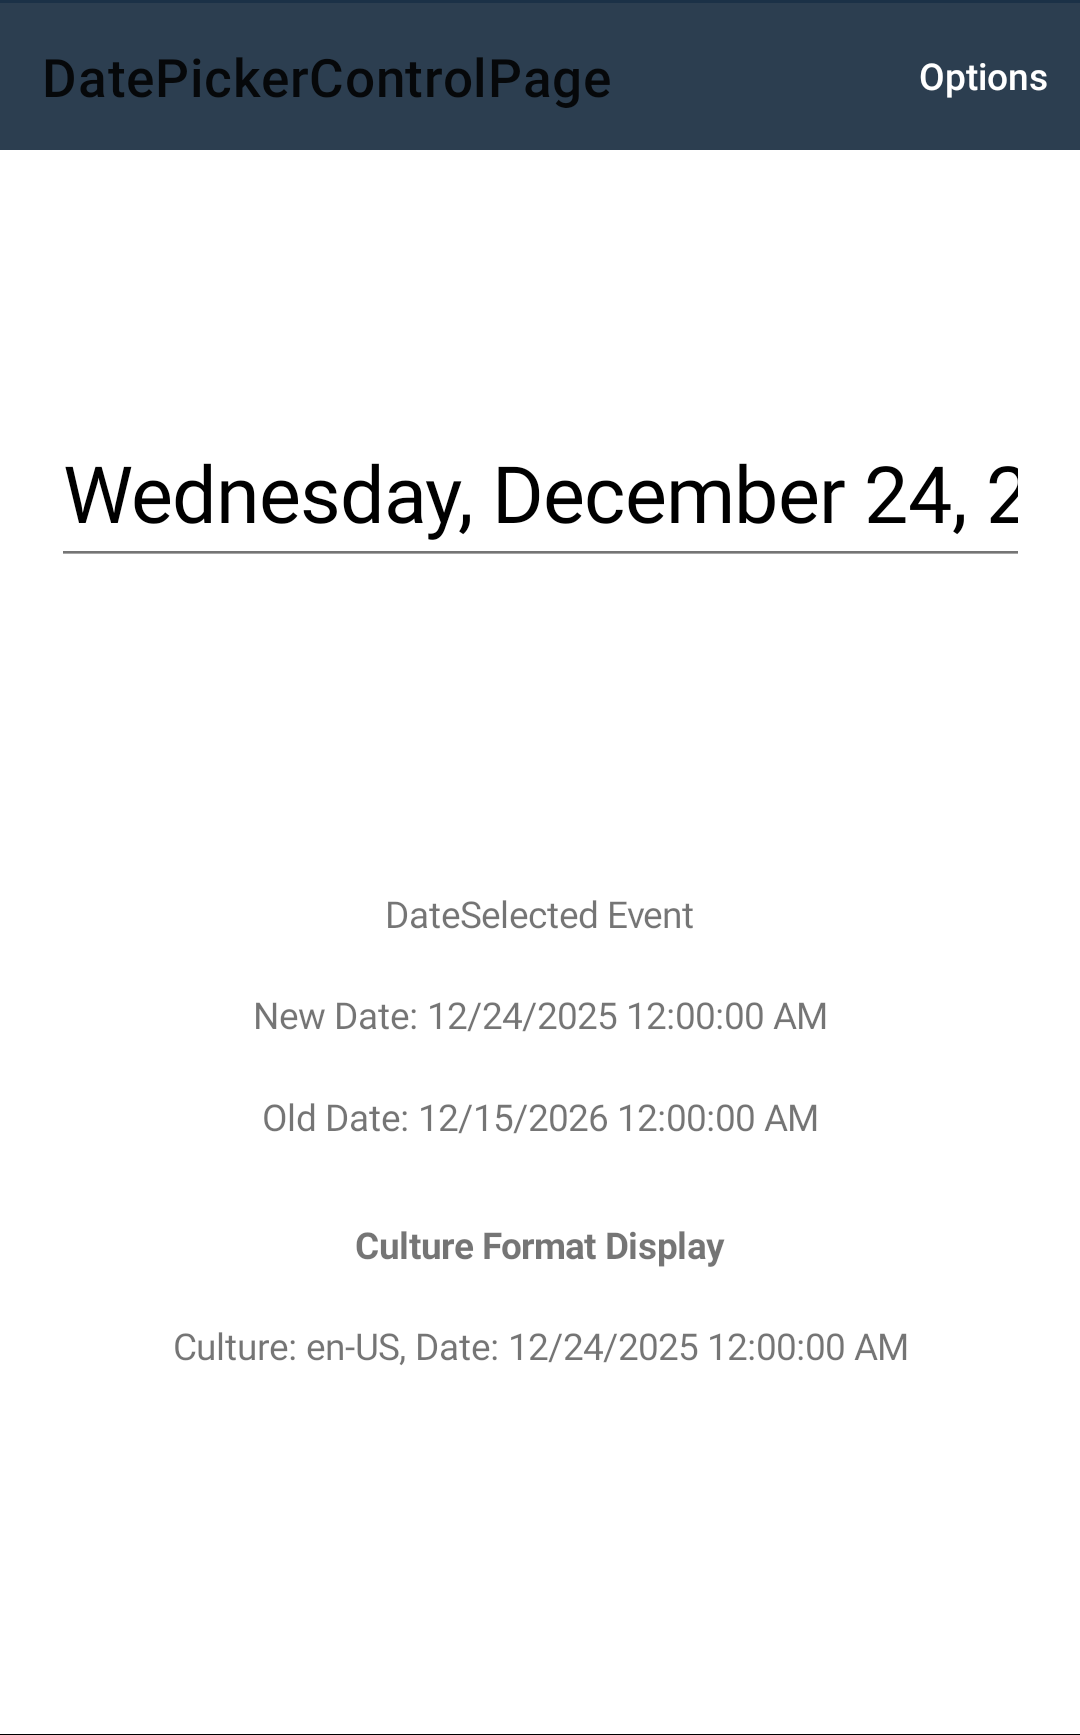 DatePickerControlPage
Options
Wednesday, December 24, 2
DateSelected Event
New Date: 12/24/2025 12:00:00 AM
Old Date: 12/15/2026 12:00:00 AM
Culture Format Display
Culture: en-US, Date: 12/24/2025 12:00:00 AM